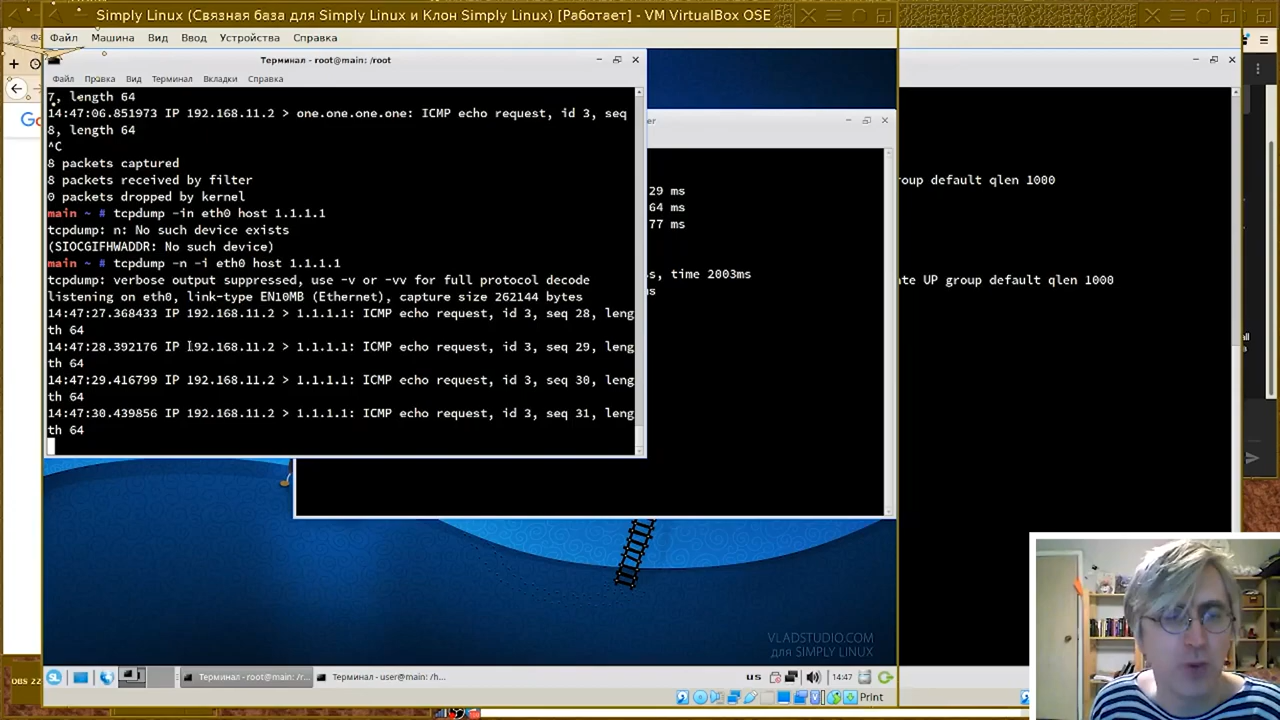 Simply Linux (Связная база для Simply Linux и Клон Simply Linux) [Работает] - VM VirtualBox OSE
Файл Машина Вид Ввод Устройства Справка
Терминал - root@main: /root
Файл Правка Вид Терминал Вкладки Справка
7, length 64
14:47:06.851973 IP 192.168.11.2 > one.one.one.one: ICMP echo request, id 3, seq
8, length 64
^C
8 packets captured
8 packets received by filter
0 packets dropped by kernel
main ~ # tcpdump -in eth0 host 1.1.1.1
tcpdump: n: No such device exists
(SIOCGIFHWADDR: No such device)
main ~ # tcpdump -n -i eth0 host 1.1.1.1
tcpdump: verbose output suppressed, use -v or -vv for full protocol decode
listening on eth0, link-type EN10MB (Ethernet), capture size 262144 bytes
14:47:27.368433 IP 192.168.11.2 > 1.1.1.1: ICMP echo request, id 3, seq 28, leng
th 64
14:47:28.392176 IP 192.168.11.2 > 1.1.1.1: ICMP echo request, id 3, seq 29, leng
th 64
14:47:29.416799 IP 192.168.11.2 > 1.1.1.1: ICMP echo request, id 3, seq 30, leng
th 64
14:47:30.439856 IP 192.168.11.2 > 1.1.1.1: ICMP echo request, id 3, seq 31, leng
th 64
er
29 ms
64 ms
77 ms
s, time 2003ms
ms
roup default qlen 1000
te UP group default qlen 1000
all
Go
VLADSTUDIO.COM
для SIMPLY LINUX
Терминал - root@main: /r...
Терминал - user@main: /h...
us
14:47
Print
OBS 22